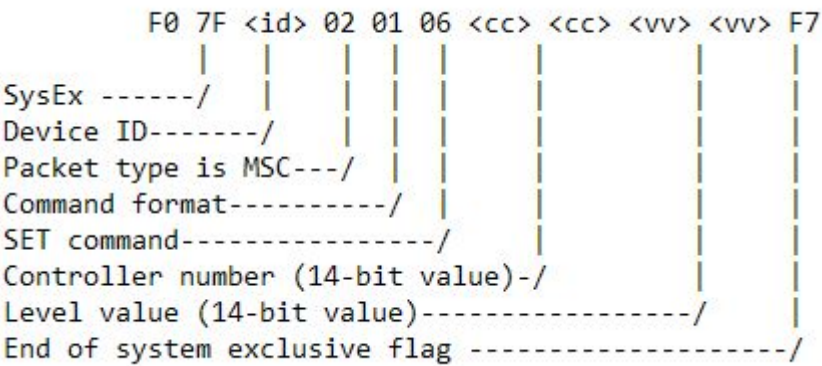 F0 7F <id> 02 01 06 <cc> <cc> <vv> <vv> F7
| | | | | | | |
SysEx ------/ | | | | | | |
Device ID-------/ | | | | | |
Packet type is MSC---/ | | | | |
Command format----------/ | | | |
SET command----------------/ | | |
Controller number (14-bit value)-/ | |
Level value (14-bit value)-----------------/ |
End of system exclusive flag --------------------/